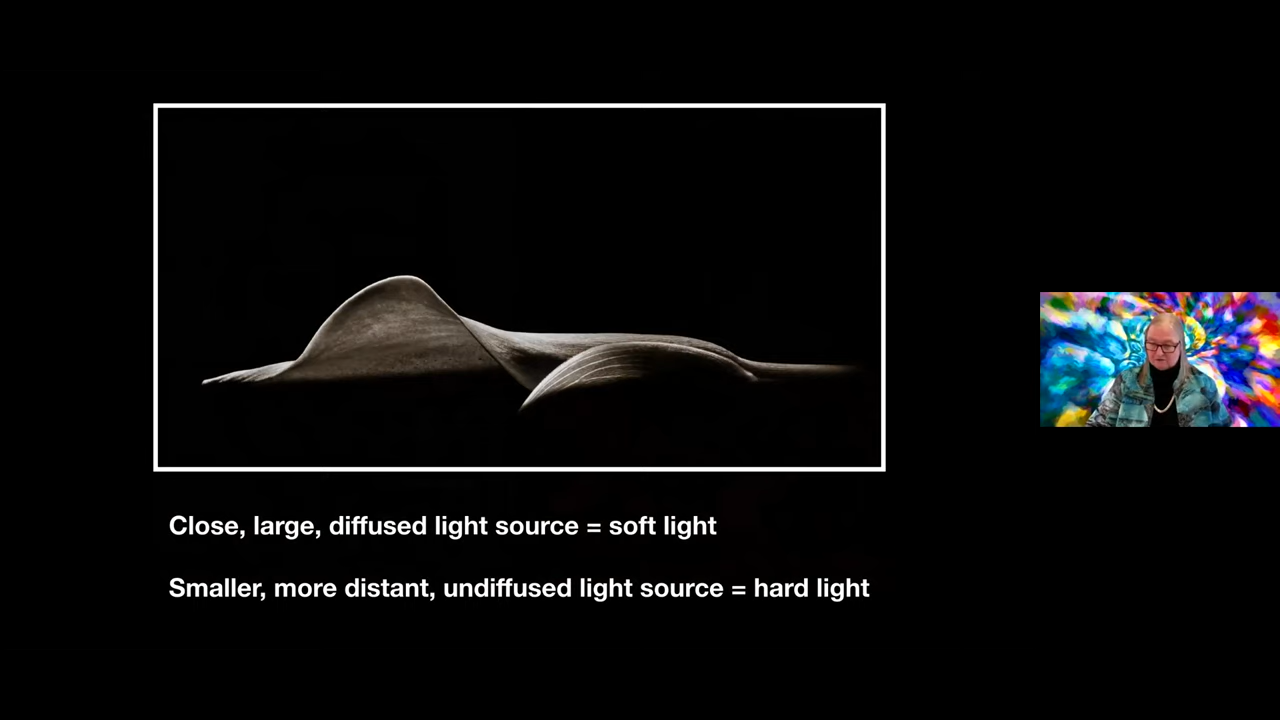 Close, large, diffused light source = soft light
Smaller, more distant, undiffused light source = hard light